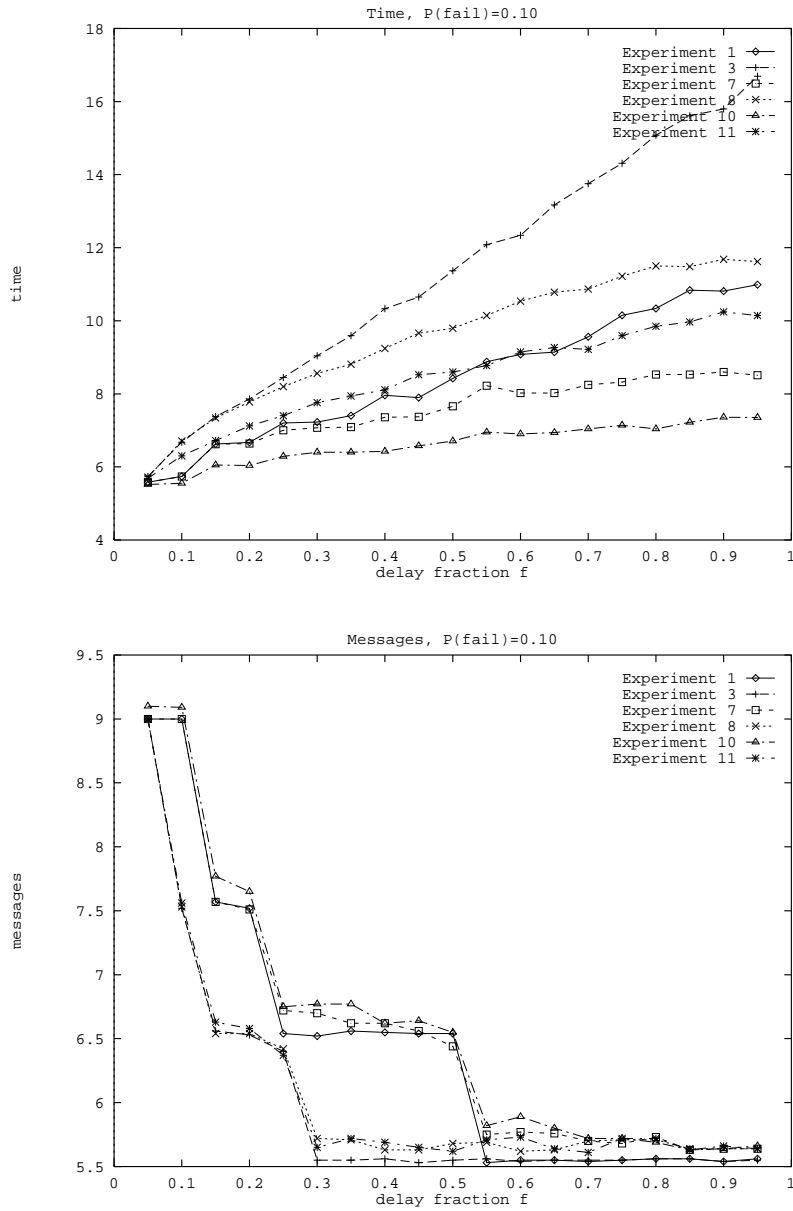 Time, P(fail)=0.10
18
16
14
12
10
8
6
4
time
Experiment 1
Experiment 3
Experiment 7
Experiment 8
Experiment 10
Experiment 11
0 0.1 0.2 0.3 0.4 0.5 0.6 0.7 0.8 0.9 1
delay fraction f
Messages, P(fail)=0.10
9.5
9
8.5
8
7.5
7
6.5
6
5.5
messages
Experiment 1
Experiment 3
Experiment 7
Experiment 8
Experiment 10
Experiment 11
0 0.1 0.2 0.3 0.4 0.5 0.6 0.7 0.8 0.9 1
delay fraction f